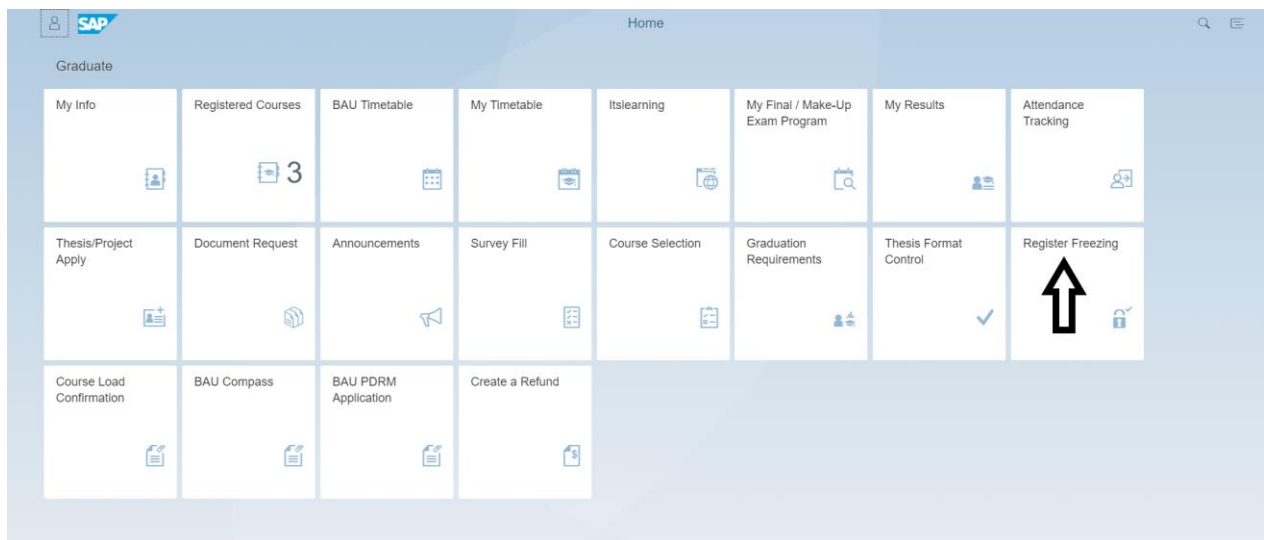 SAP
Home
Graduate
My Info
Registered Courses
3
BAU Timetable
My Timetable
Itslearning
My Final / Make-Up
Exam Program
My Results
Attendance
Tracking
Thesis/Project
Apply
Document Request
Announcements
Survey Fill
Course Selection
Graduation
Requirements
Thesis Format
Control
Register Freezing
Course Load
Confirmation
BAU Compass
BAU PDRM
Application
Create a Refund